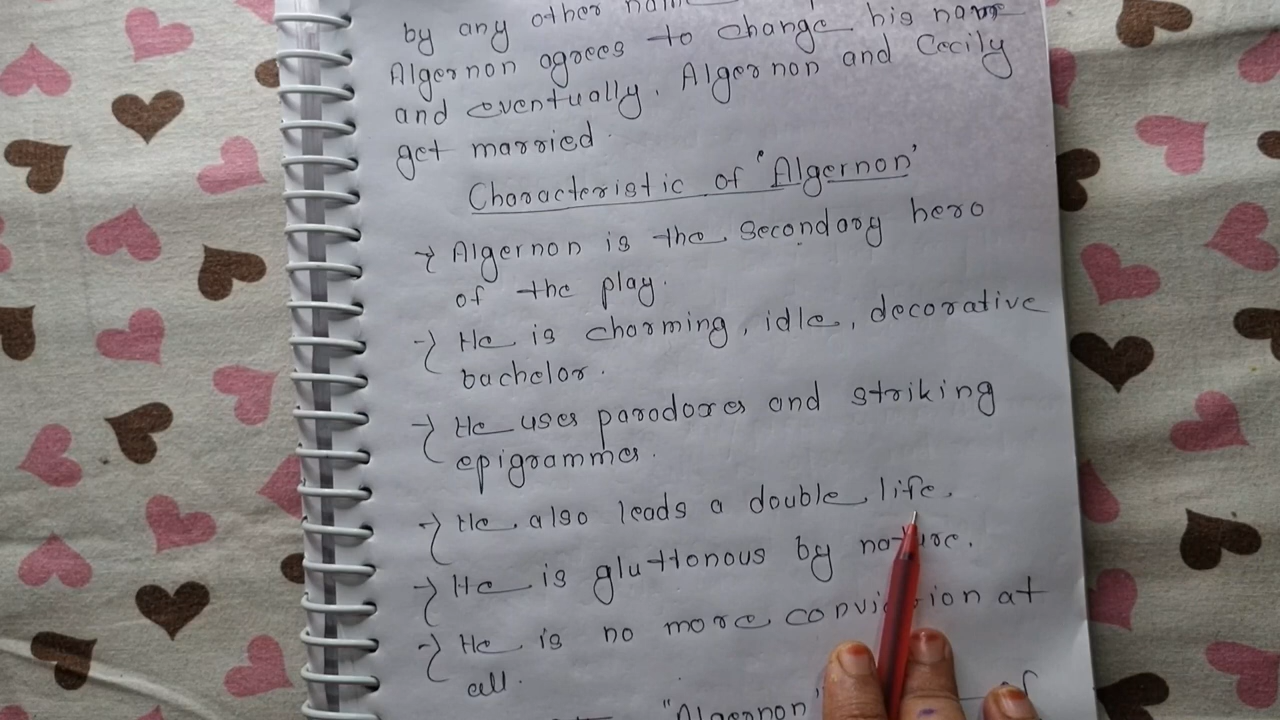 by any other name
Algernon agrees to change his name
and eventually. Algernon and Cecily
get married.
Characteristic of "Algernon"
→ Algernon is the secondary hero
of the play.
→ He is charming, idle, decorative
bachelor.
→ He uses paradoxes and striking
epigrammes.
→ He also leads a double life.
→ He is gluttonous by nature.
→ He is no more conviction at
all.
"Algernon" of